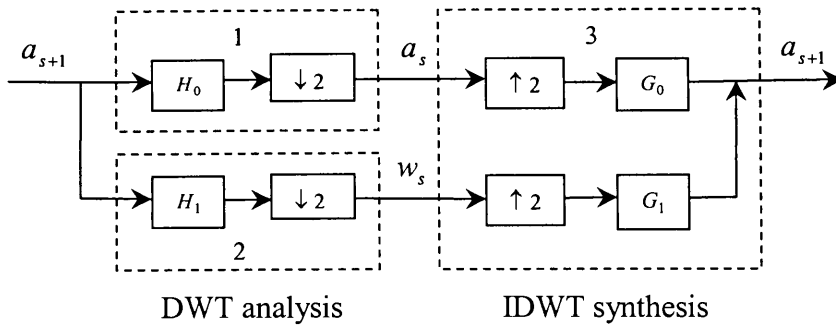 1
3
a_{s+1}
H_0
↓ 2
a_s
↑ 2
G_0
a_{s+1}
H_1
↓ 2
w_s
↑ 2
G_1
2
DWT analysis
IDWT synthesis